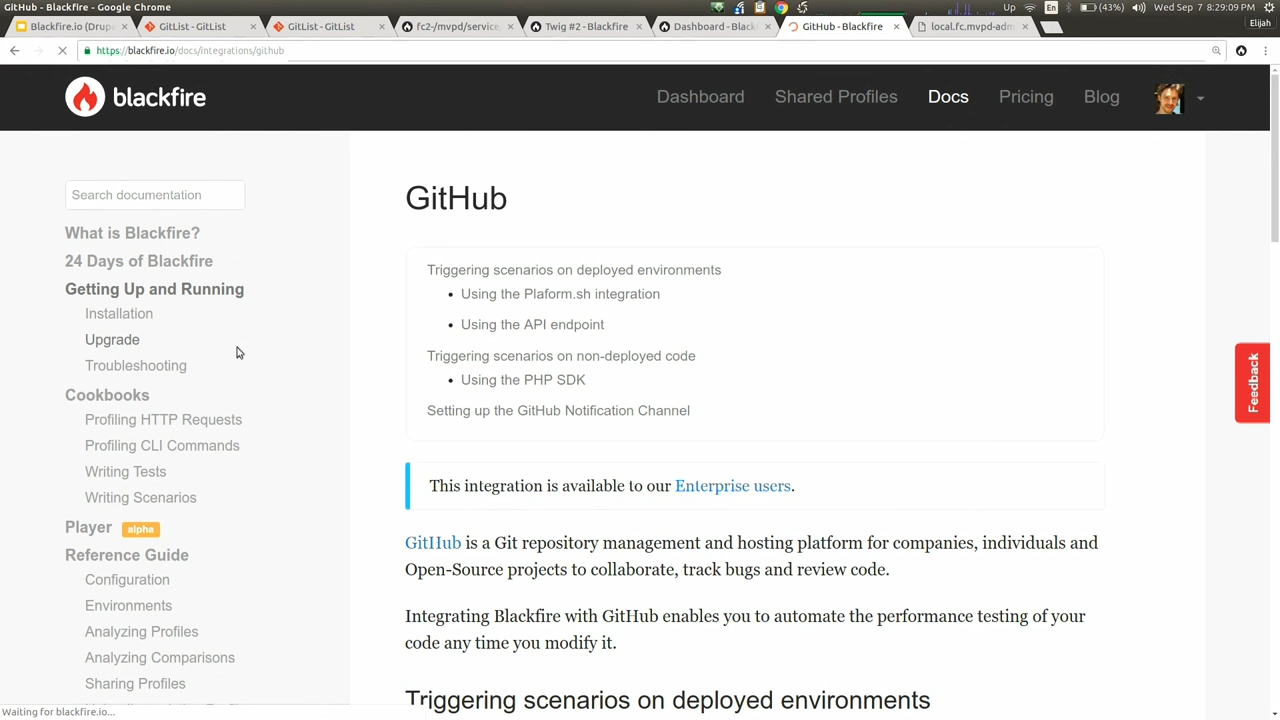 GitHub - Blackfire - Google Chrome
Up En (43%) Wed Sep 7 8:29:09 PM Elijah
Blackfire.io (Drupa × GitList - GitList × GitList - GitList × fc2-/mvpd/service, × Twig #2 - Blackfire × Dashboard - Black × GitHub - Blackfire × local.fc.mvpd-adm ×
https://blackfire.io/docs/integrations/github
blackfire
Dashboard Shared Profiles Docs Pricing Blog
Search documentation
What is Blackfire?
24 Days of Blackfire
Getting Up and Running
Installation
Upgrade
Troubleshooting
Cookbooks
Profiling HTTP Requests
Profiling CLI Commands
Writing Tests
Writing Scenarios
Player alpha
Reference Guide
Configuration
Environments
Analyzing Profiles
Analyzing Comparisons
Sharing Profiles
GitHub
Triggering scenarios on deployed environments
• Using the Plaform.sh integration
• Using the API endpoint
Triggering scenarios on non-deployed code
• Using the PHP SDK
Setting up the GitHub Notification Channel
This integration is available to our Enterprise users.
GitHub is a Git repository management and hosting platform for companies, individuals and
Open-Source projects to collaborate, track bugs and review code.
Integrating Blackfire with GitHub enables you to automate the performance testing of your
code any time you modify it.
Triggering scenarios on deployed environments
Feedback
Waiting for blackfire.io...